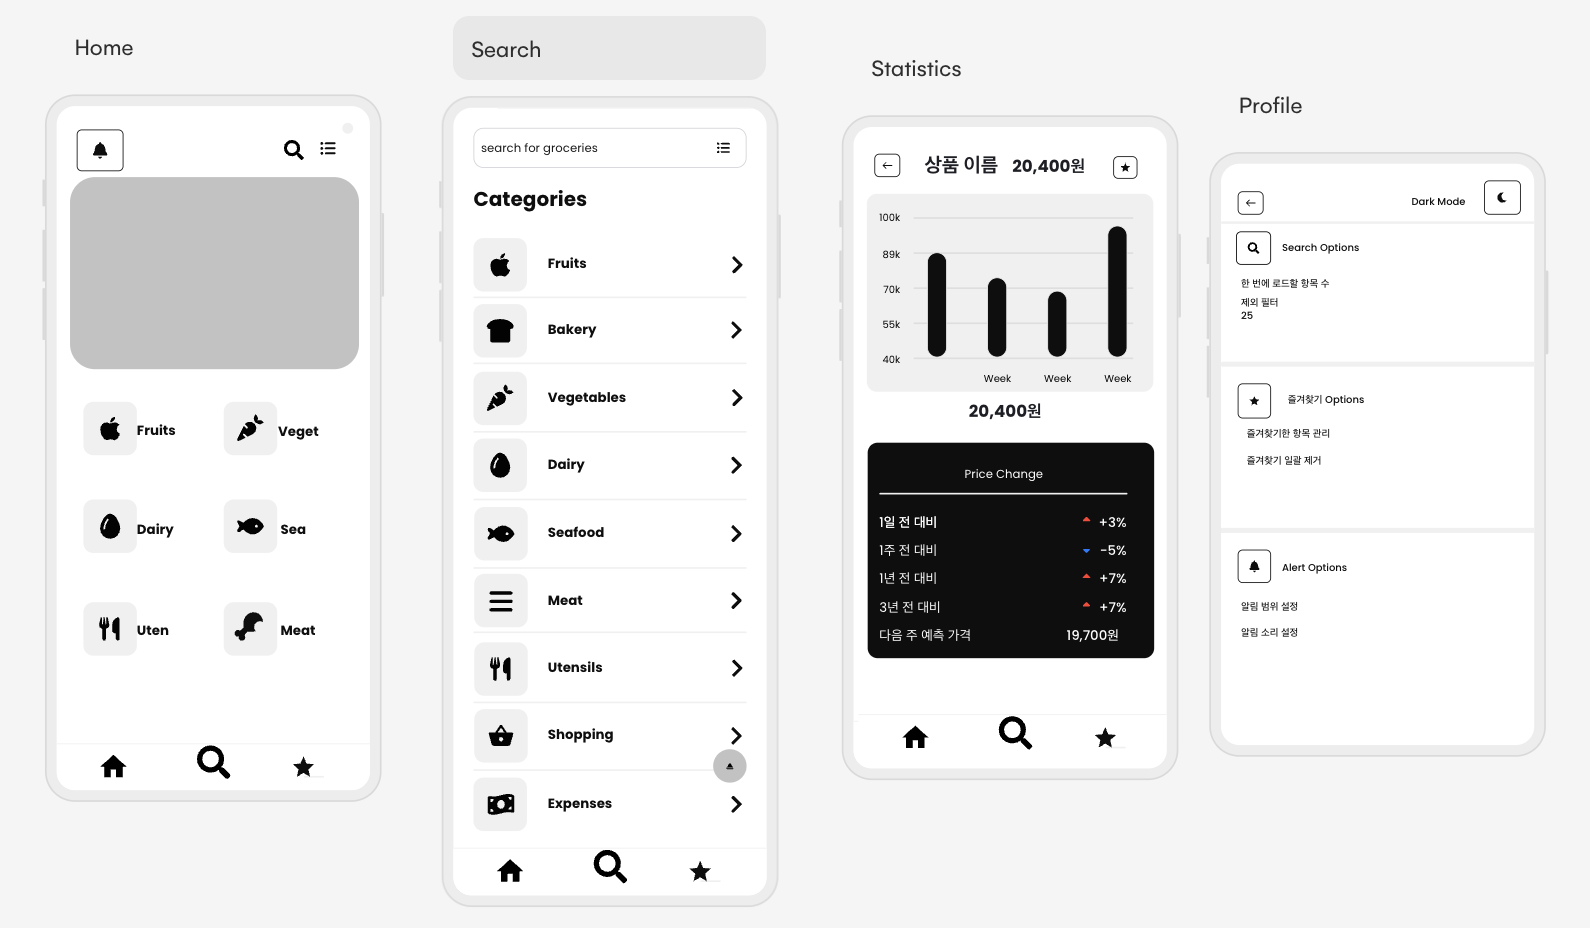 Home
Fruits
Veget
Dairy
Sea
Uten
Meat
Search
search for groceries
Categories
Fruits
Bakery
Vegetables
Dairy
Seafood
Meat
Utensils
Shopping
Expenses
Statistics
상품 이름 20,400원
100k
89k
70k
55k
40k
Week Week Week
20,400원
Price Change
1일 전 대비 +3%
1주 전 대비 -5%
1년 전 대비 +7%
3년 전 대비 +7%
다음 주 예측 가격 19,700원
Profile
Dark Mode
Search Options
한 번에 로드할 항목 수
제외 필터
25
즐겨찾기 Options
즐겨찾기한 항목 관리
즐겨찾기 일괄 제거
Alert Options
알림 범위 설정
알림 소리 설정